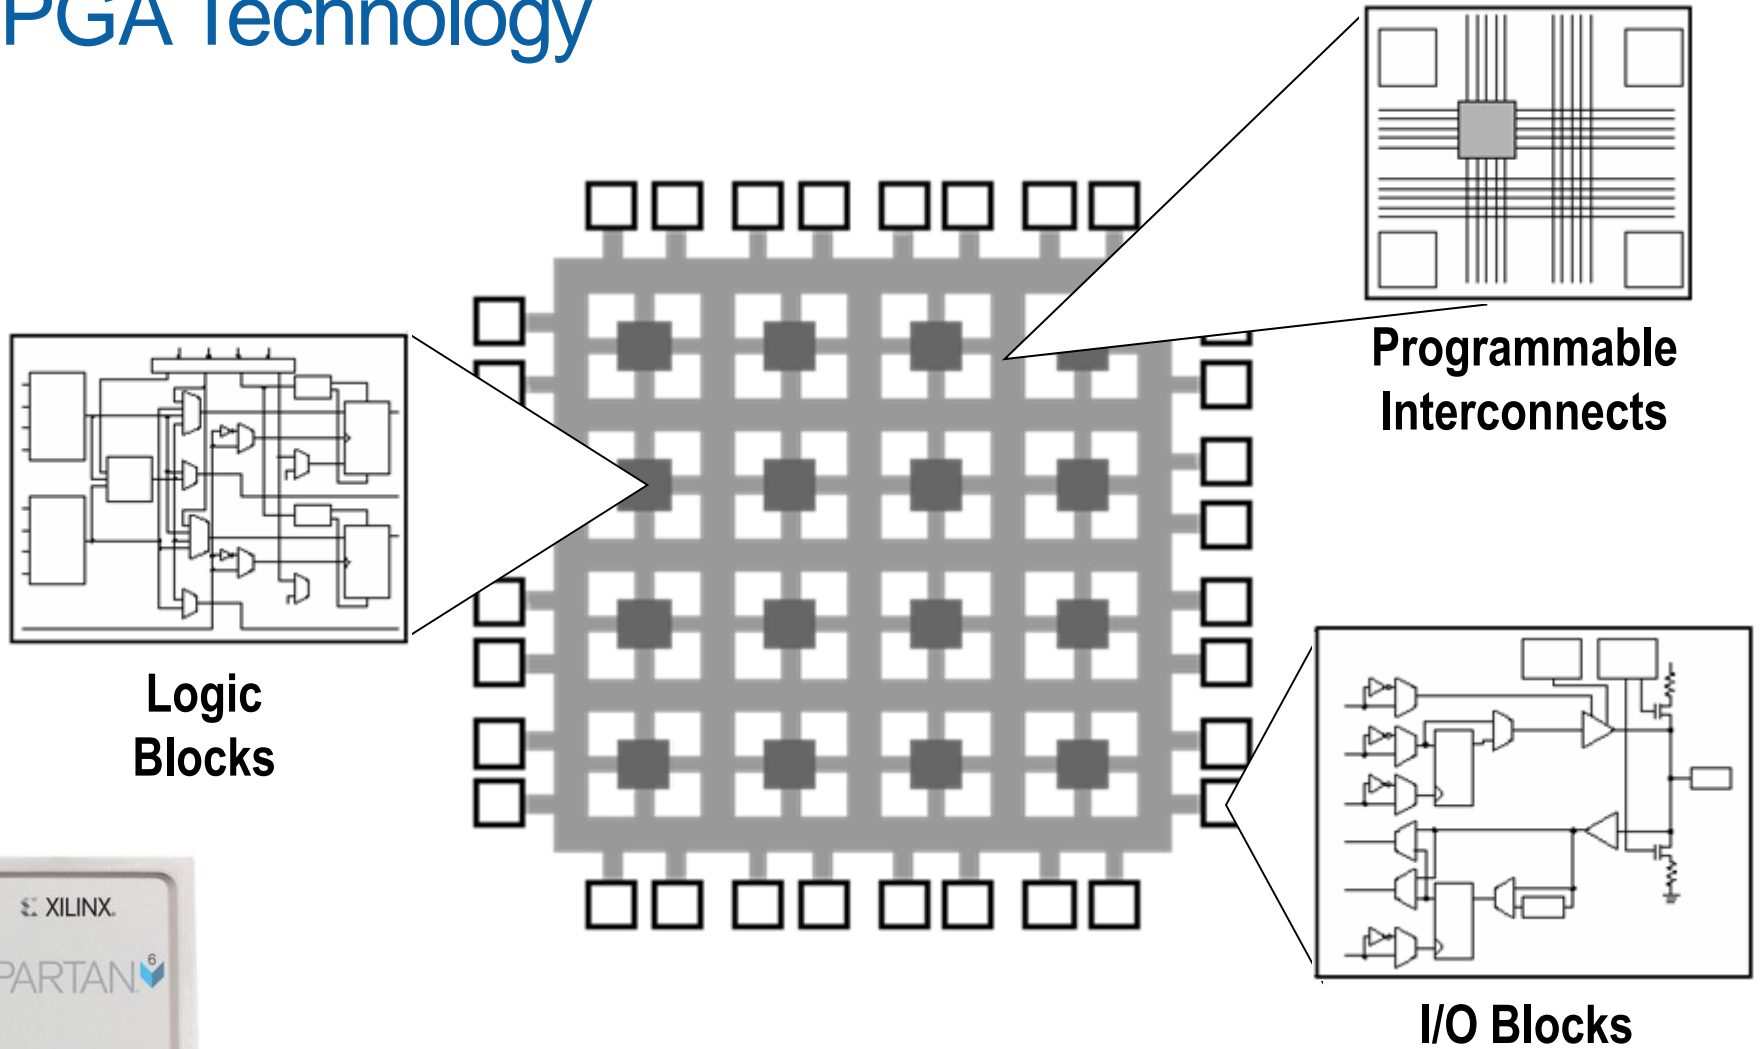 PGA Technology
Programmable
Interconnects
Logic
Blocks
XILINX.
PARTAN
6
I/O Blocks